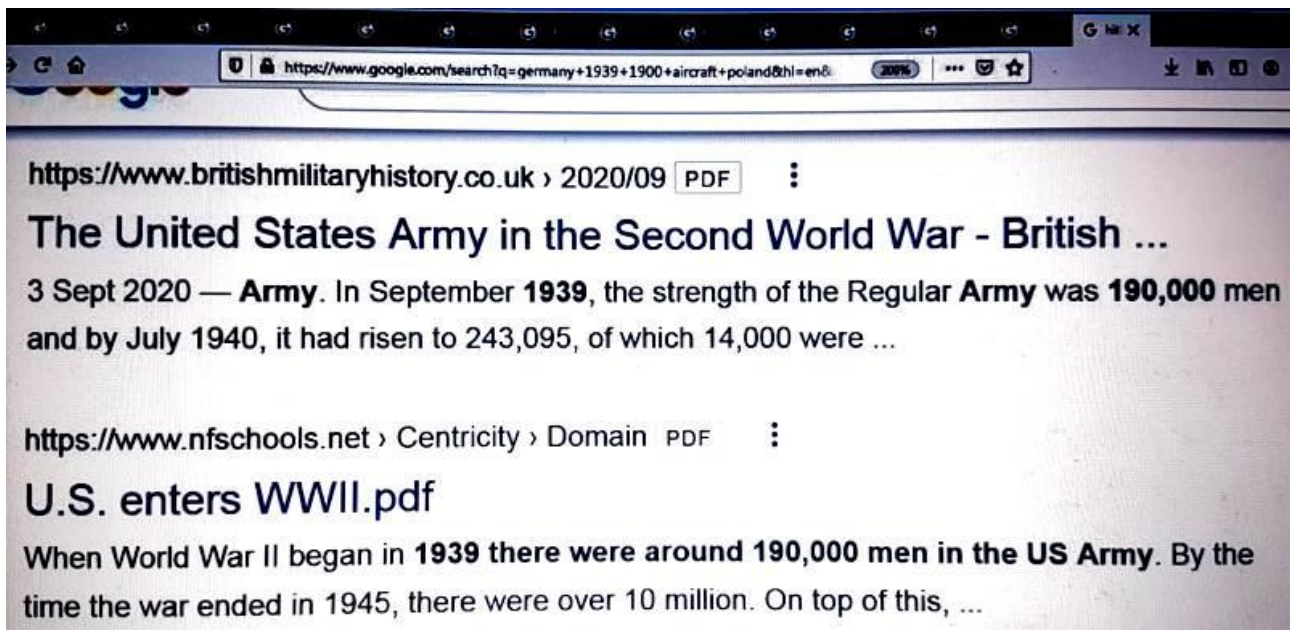 G hit X
https://www.google.com/search?q=germany+1939+1900+aircraft+poland&hl=en& 200%
Google
https://www.britishmilitaryhistory.co.uk › 2020/09 PDF
The United States Army in the Second World War - British ...
3 Sept 2020 — Army. In September 1939, the strength of the Regular Army was 190,000 men
and by July 1940, it had risen to 243,095, of which 14,000 were ...
https://www.nfschools.net › Centricity › Domain PDF
U.S. enters WWII.pdf
When World War II began in 1939 there were around 190,000 men in the US Army. By the
time the war ended in 1945, there were over 10 million. On top of this, ...